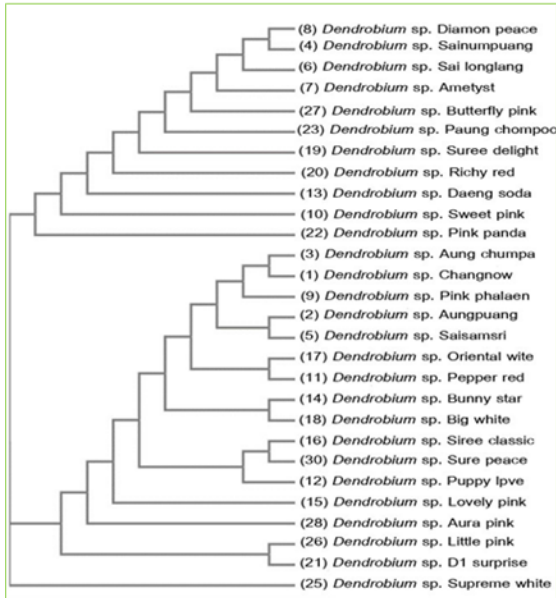 (8) Dendrobium sp. Diamon peace
(4) Dendrobium sp. Sainumpuang
(6) Dendrobium sp. Sai longlang
(7) Dendrobium sp. Ametyst
(27) Dendrobium sp. Butterfly pink
(23) Dendrobium sp. Paung chompoo
(19) Dendrobium sp. Suree delight
(20) Dendrobium sp. Richy red
(13) Dendrobium sp. Daeng soda
(10) Dendrobium sp. Sweet pink
(22) Dendrobium sp. Pink panda
(3) Dendrobium sp. Aung chumpa
(1) Dendrobium sp. Changnow
(9) Dendrobium sp. Pink phalaen
(2) Dendrobium sp. Aungpuang
(5) Dendrobium sp. Saisamsri
(17) Dendrobium sp. Oriental wite
(11) Dendrobium sp. Pepper red
(14) Dendrobium sp. Bunny star
(18) Dendrobium sp. Big white
(16) Dendrobium sp. Siree classic
(30) Dendrobium sp. Sure peace
(12) Dendrobium sp. Puppy lpve
(15) Dendrobium sp. Lovely pink
(28) Dendrobium sp. Aura pink
(26) Dendrobium sp. Little pink
(21) Dendrobium sp. D1 surprise
(25) Dendrobium sp. Supreme white